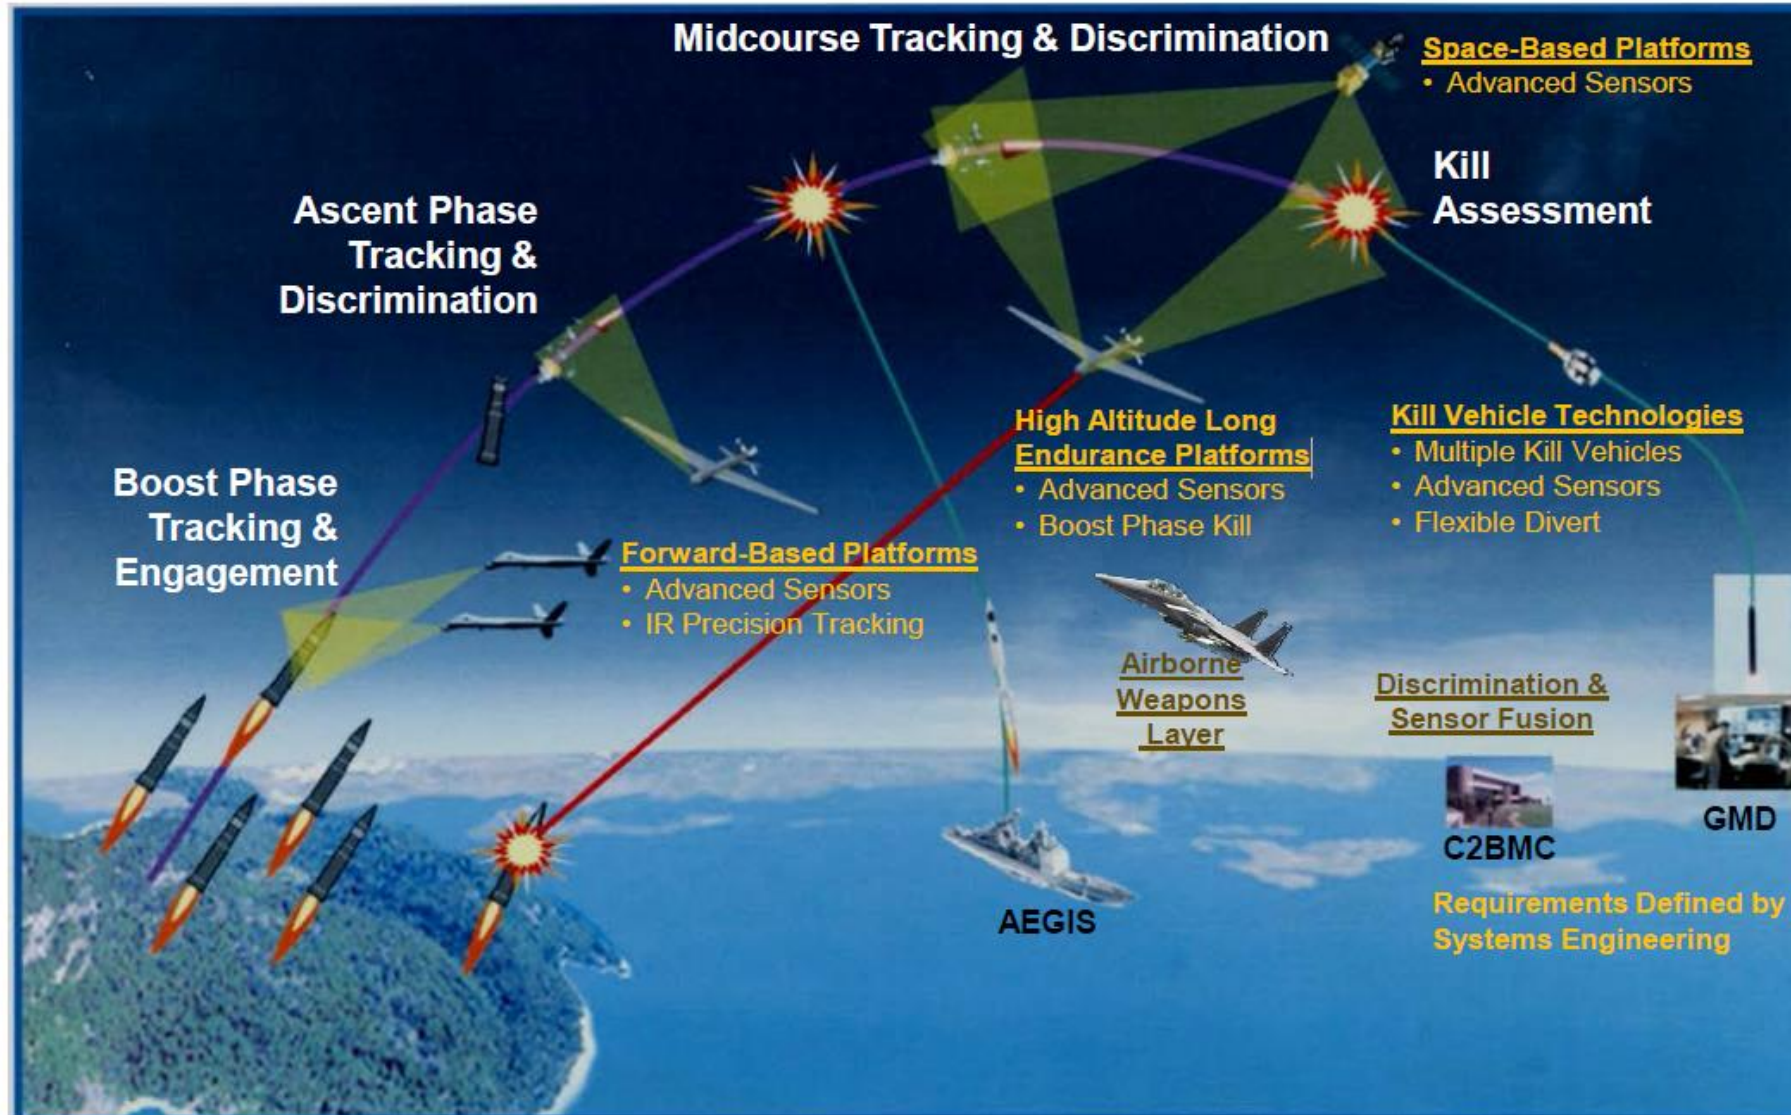 Midcourse Tracking & Discrimination
Space-Based Platforms
• Advanced Sensors
Kill
Assessment
Ascent Phase
Tracking &
Discrimination
Boost Phase
Tracking &
Engagement
High Altitude Long
Endurance Platforms
• Advanced Sensors
• Boost Phase Kill
Kill Vehicle Technologies
• Multiple Kill Vehicles
• Advanced Sensors
• Flexible Divert
Forward-Based Platforms
• Advanced Sensors
• IR Precision Tracking
Airborne
Weapons
Layer
Discrimination &
Sensor Fusion
AEGIS
C2BMC
GMD
Requirements Defined by
Systems Engineering